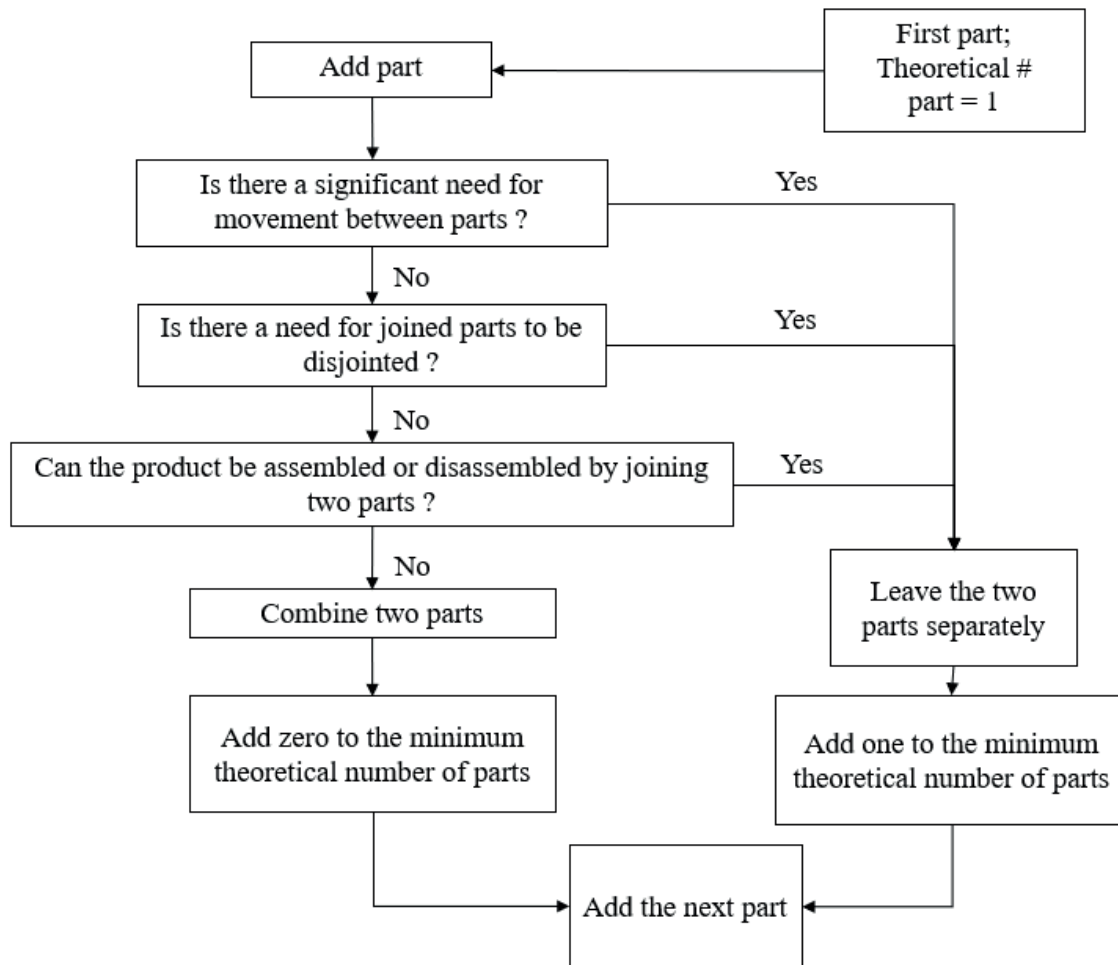 First part;
Theoretical #
part = 1
Add part
Is there a significant need for
movement between parts ?
Yes
No
Is there a need for joined parts to be
disjointed ?
Yes
No
Can the product be assembled or disassembled by joining
two parts ?
Yes
No
Combine two parts
Leave the two
parts separately
Add zero to the minimum
theoretical number of parts
Add one to the minimum
theoretical number of parts
Add the next part